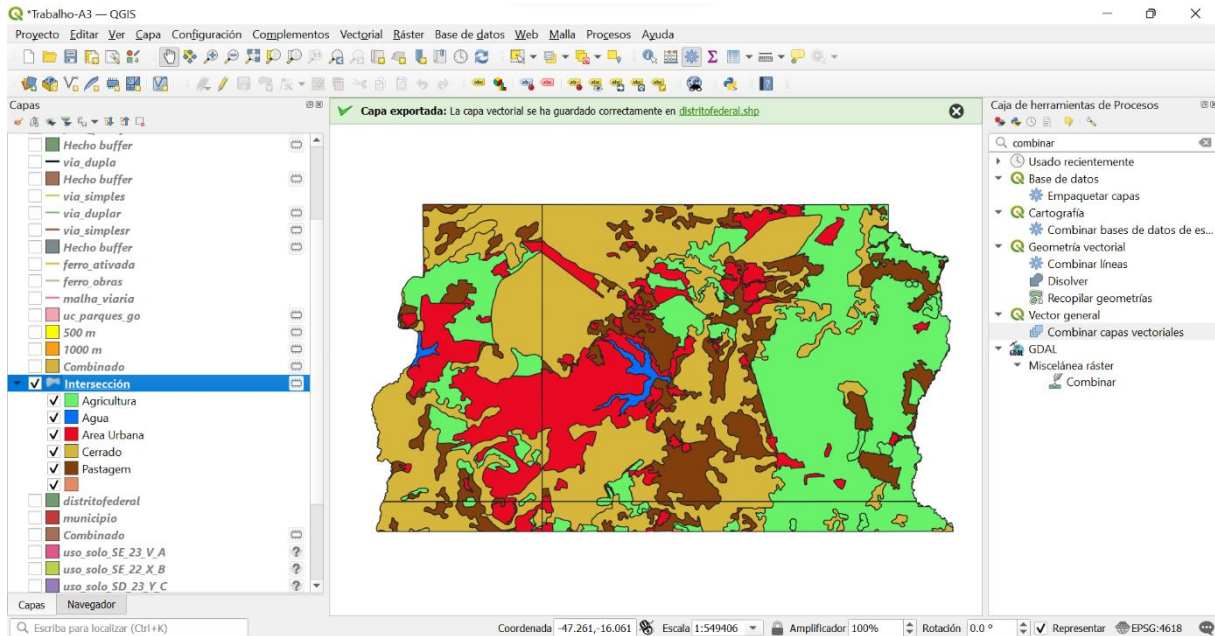 *Trabalho-A3 — QGIS
Proyecto Editar Ver Capa Configuración Complementos Vectorial Ráster Base de datos Web Malla Procesos Ayuda
Capas
Hecho buffer
via_dupla
Hecho buffer
via_simples
via_duplar
via_simplesr
Hecho buffer
ferro_ativada
ferro_obras
malha_viaria
uc_parques_go
500 m
1000 m
Combinado
Intersección
Agricultura
Agua
Area Urbana
Cerrado
Pastagem
distritofederal
municipio
Combinado
uso_solo_SE_23_V_A
uso_solo_SE_22_X_B
uso_solo_SD_23_Y_C
Capas Navegador
Capa exportada: La capa vectorial se ha guardado correctamente en distritofederal.shp
Caja de herramientas de Procesos
combinar
Usado recientemente
Base de datos
Empaquetar capas
Cartografía
Combinar bases de datos de es...
Geometría vectorial
Combinar líneas
Disolver
Recopilar geometrías
Vector general
Combinar capas vectoriales
GDAL
Misceláneа ráster
Combinar
Escriba para localizar (Ctrl+K)
Coordenada -47.261,-16.061 Escala 1:549406 Amplificador 100% Rotación 0.0 ° Representar EPSG:4618